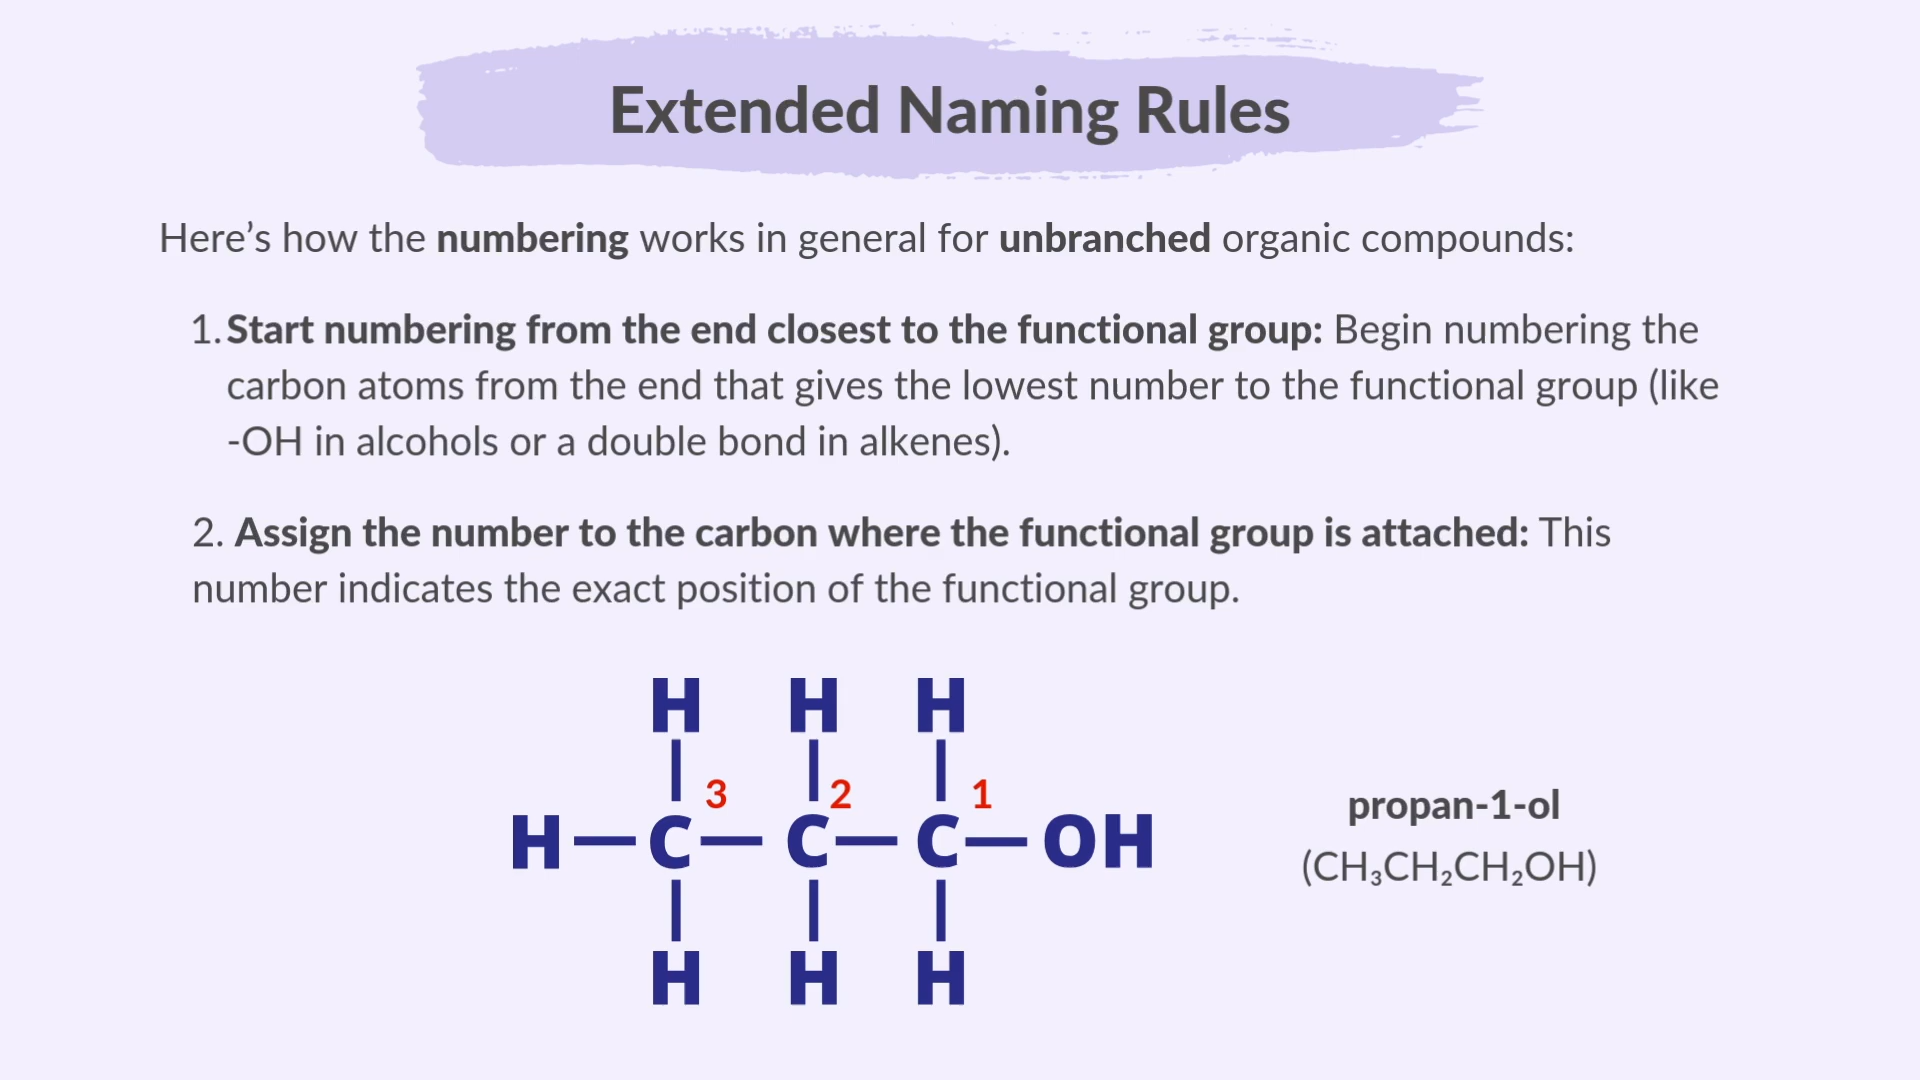 Extended Naming Rules
Here’s how the numbering works in general for unbranched organic compounds:
1. Start numbering from the end closest to the functional group: Begin numbering the
carbon atoms from the end that gives the lowest number to the functional group (like
-OH in alcohols or a double bond in alkenes).
2. Assign the number to the carbon where the functional group is attached: This
number indicates the exact position of the functional group.
H H H
3 2 1
H C C C OH
H H H
propan-1-ol
(CH₃CH₂CH₂OH)